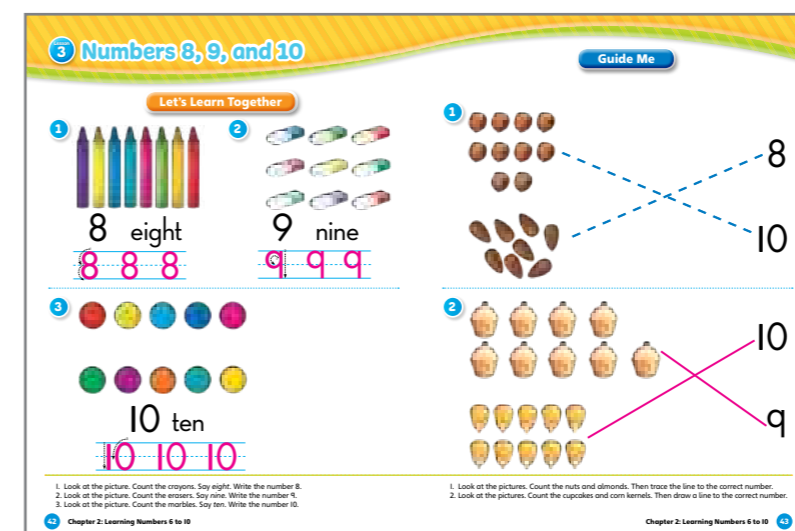 Lesson
3 Numbers 8, 9, and 10
Let's Learn Together
1
2
8 eight
8 8 8
9 nine
9 9 9
3
10 ten
10 10 10
1. Look at the picture. Count the crayons. Say eight. Write the number 8.
2. Look at the picture. Count the erasers. Say nine. Write the number 9.
3. Look at the picture. Count the marbles. Say ten. Write the number 10.
42 Chapter 2: Learning Numbers 6 to 10
Guide Me
1
8
10
2
10
9
1. Look at the pictures. Count the nuts and almonds. Then trace the line to the correct number.
2. Look at the pictures. Count the cupcakes and corn kernels. Then draw a line to the correct number.
Chapter 2: Learning Numbers 6 to 10 43